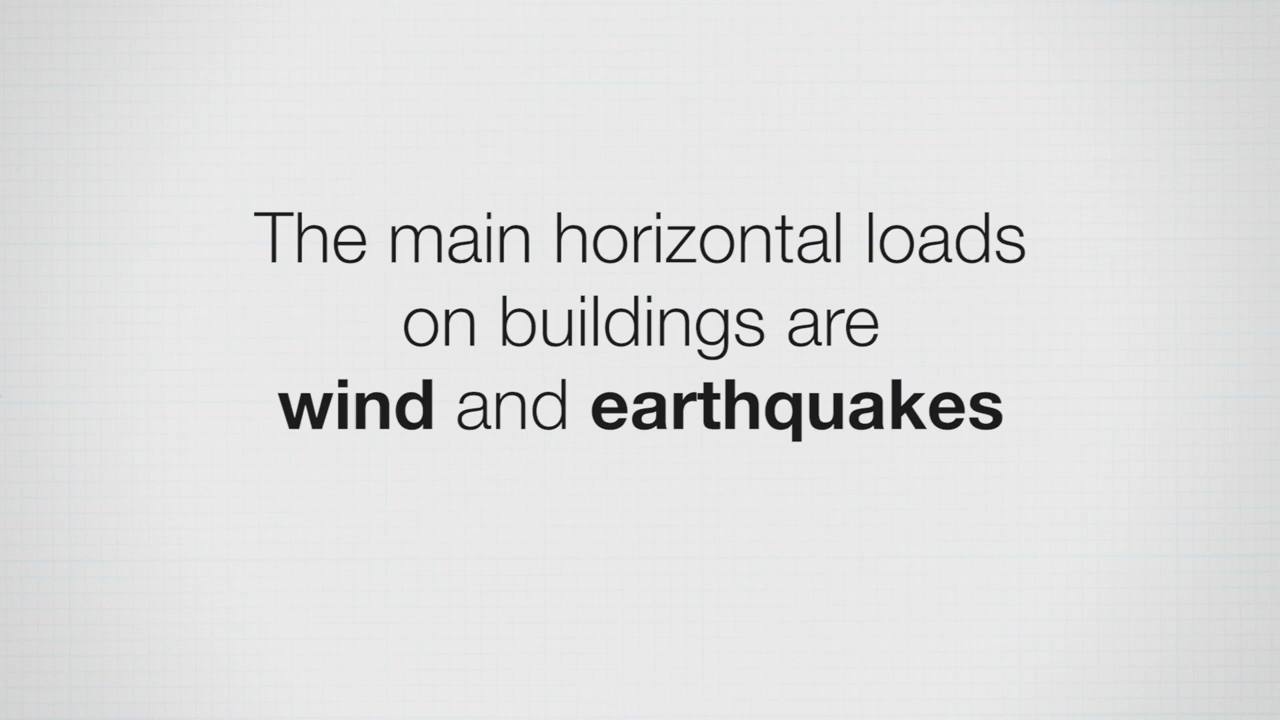 The main horizontal loads
on buildings are
wind and earthquakes